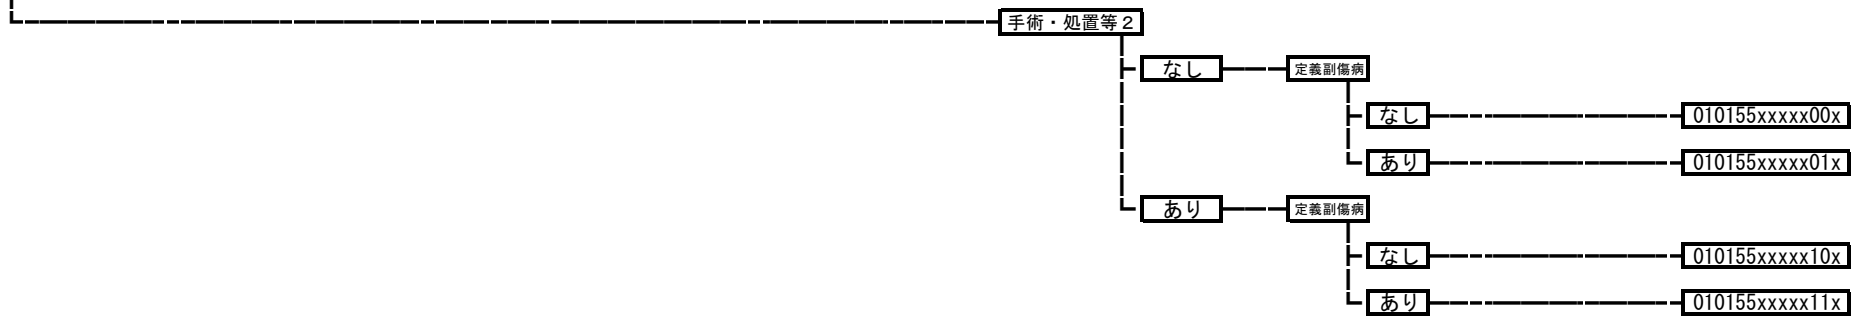 手術・処置等２
なし 定義副傷病
なし 010155xxxxx00x
あり 010155xxxxx01x
あり 定義副傷病
なし 010155xxxxx10x
あり 010155xxxxx11x